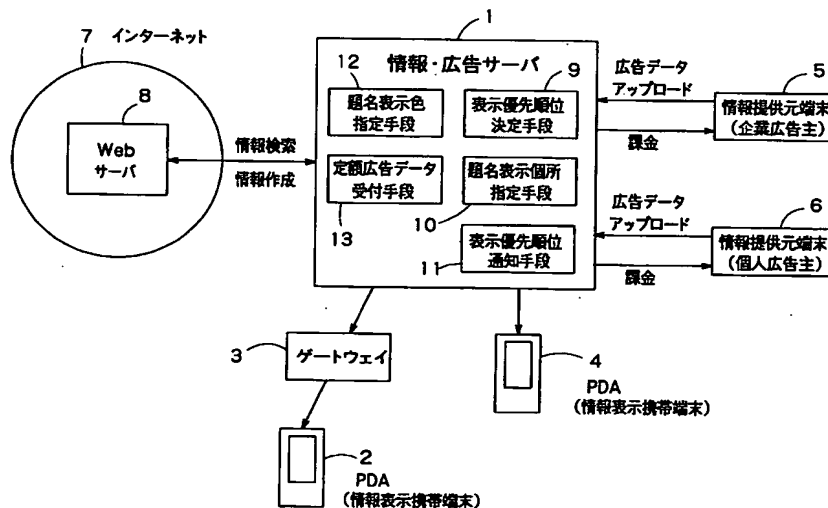 1
7 インターネット
8
Web
サーバ
情報検索
情報作成
情報・広告サーバ
12
題名表示色
指定手段
9
表示優先順位
決定手段
定額広告データ
受付手段
13
題名表示個所
指定手段
10
表示優先順位
通知手段
11
広告データ
アップロード
課金
5
情報提供元端末
(企業広告主)
広告データ
アップロード
課金
6
情報提供元端末
(個人広告主)
3
ゲートウェイ
4
PDA
(情報表示携帯端末)
2
PDA
(情報表示携帯端末)